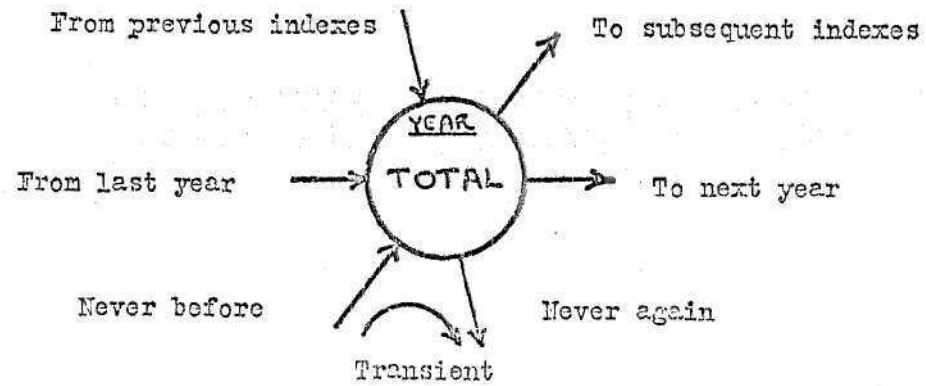 From previous indexes
To subsequent indexes
YEAR
TOTAL
From last year
To next year
Never before
Never again
Transient